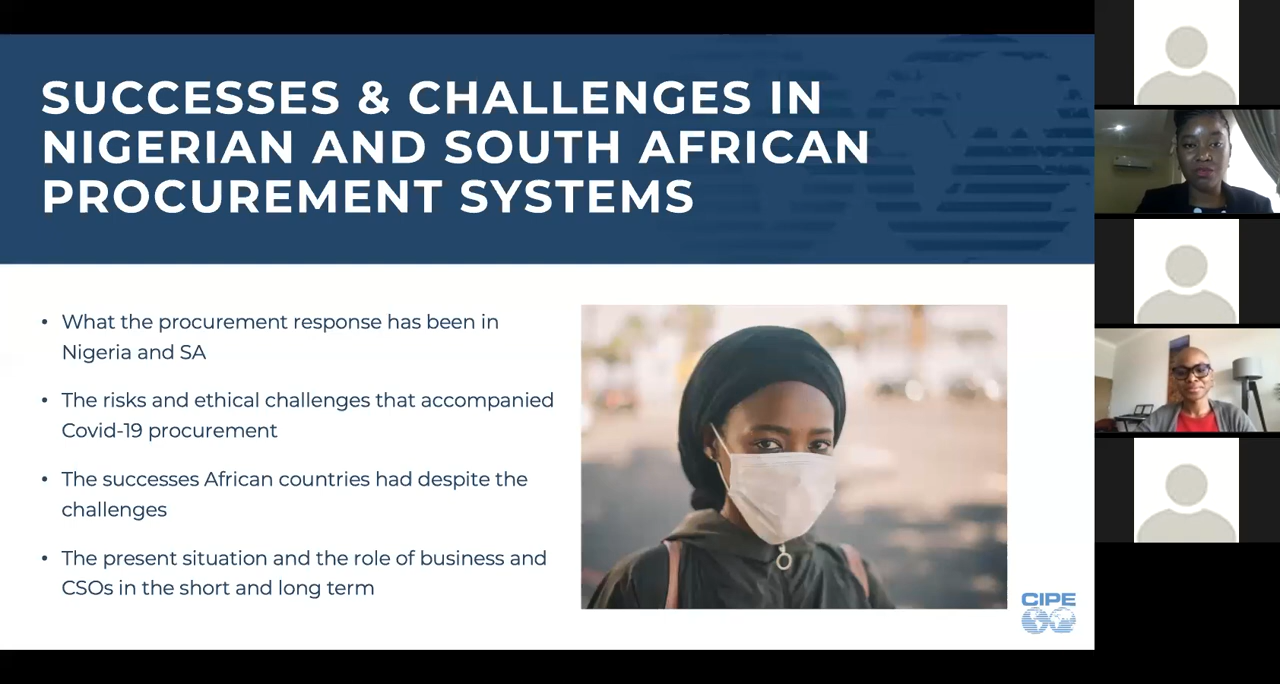 SUCCESSES & CHALLENGES IN
NIGERIAN AND SOUTH AFRICAN
PROCUREMENT SYSTEMS
• What the procurement response has been in
Nigeria and SA
• The risks and ethical challenges that accompanied
Covid-19 procurement
• The successes African countries had despite the
challenges
• The present situation and the role of business and
CSOs in the short and long term
CIPE